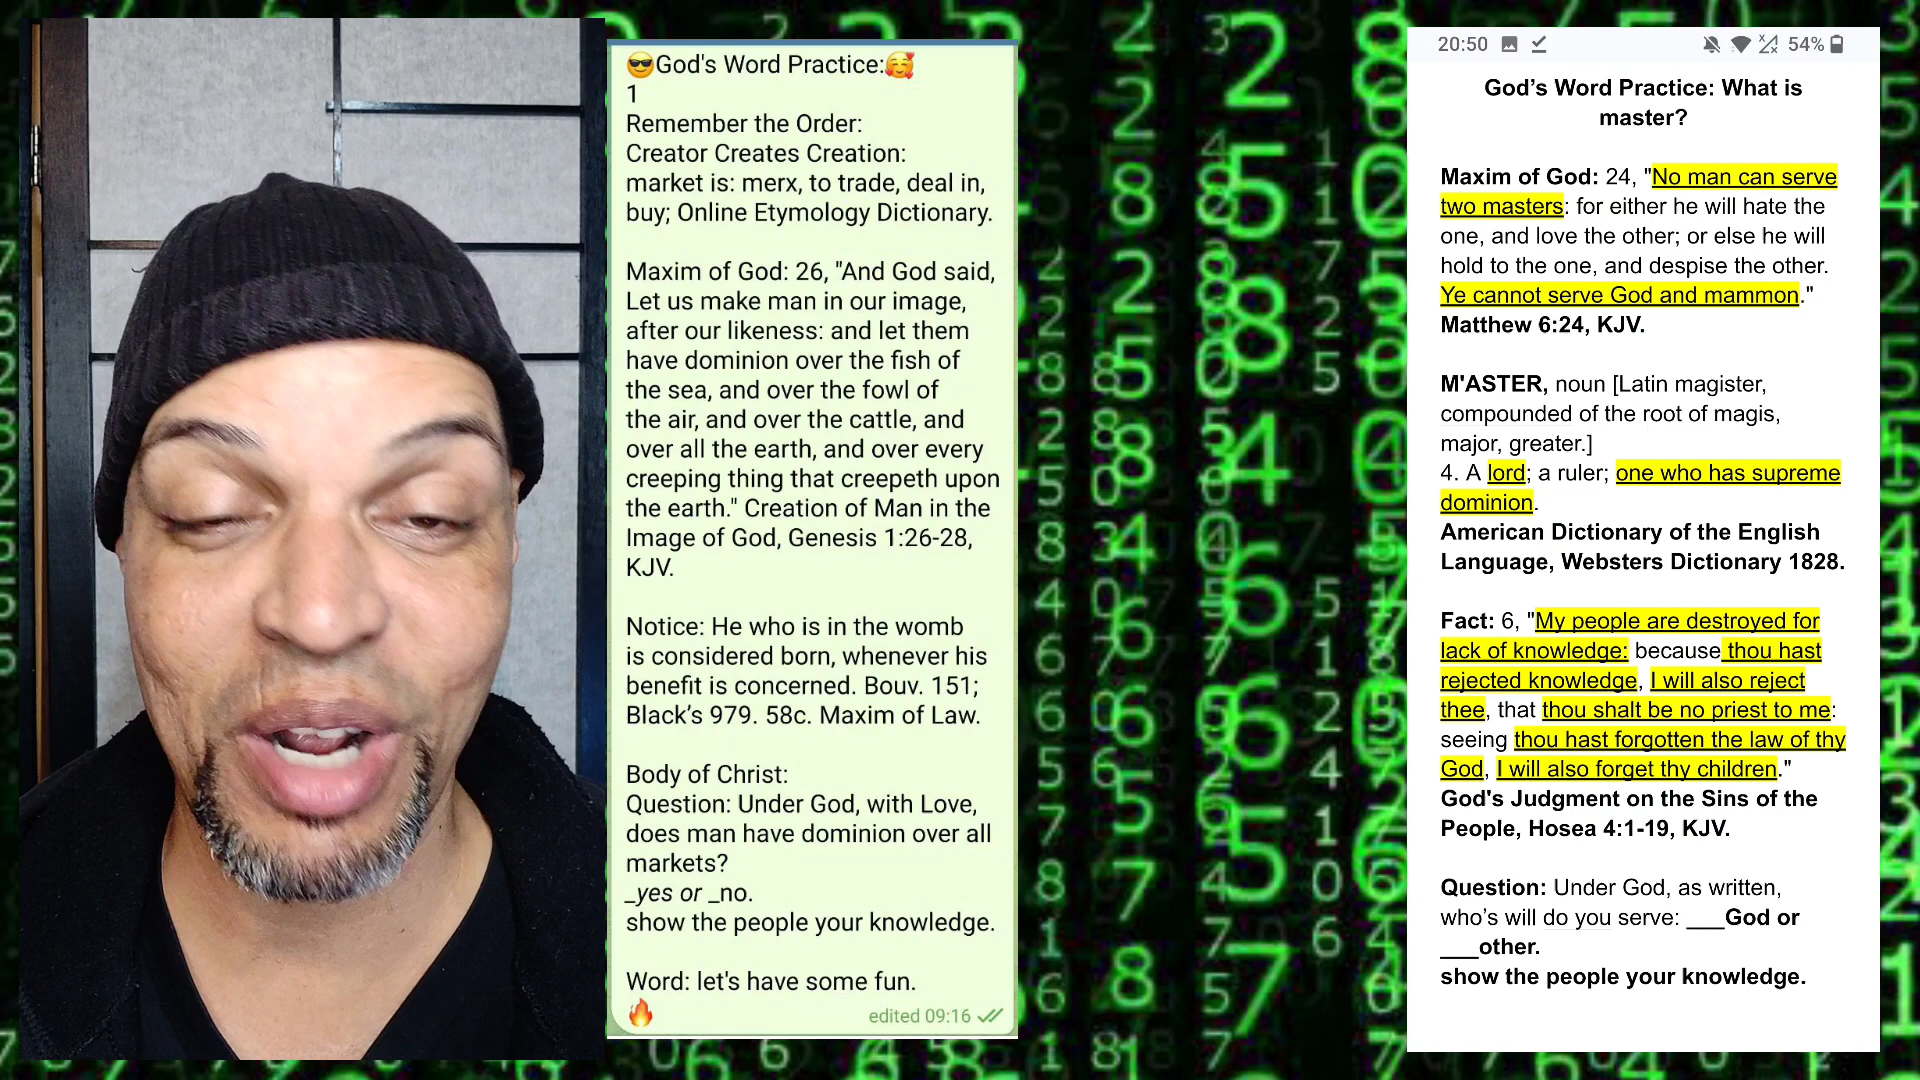 😎God's Word Practice:🥰
1
Remember the Order:
Creator Creates Creation:
market is: merx, to trade, deal in,
buy; Online Etymology Dictionary.
Maxim of God: 26, "And God said,
Let us make man in our image,
after our likeness: and let them
have dominion over the fish of
the sea, and over the fowl of
the air, and over the cattle, and
over all the earth, and over every
creeping thing that creepeth upon
the earth." Creation of Man in the
Image of God, Genesis 1:26-28,
KJV.
Notice: He who is in the womb
is considered born, whenever his
benefit is concerned. Bouv. 151;
Black's 979. 58c. Maxim of Law.
Body of Christ:
Question: Under God, with Love,
does man have dominion over all
markets?
_yes or _no.
show the people your knowledge.
Word: let's have some fun.
🔥
edited 09:16
20:50
54%
God's Word Practice: What is
master?
Maxim of God: 24, "No man can serve
two masters: for either he will hate the
one, and love the other; or else he will
hold to the one, and despise the other.
Ye cannot serve God and mammon."
Matthew 6:24, KJV.
M'ASTER, noun [Latin magister,
compounded of the root of magis,
major, greater.]
4. A lord; a ruler; one who has supreme
dominion.
American Dictionary of the English
Language, Websters Dictionary 1828.
Fact: 6, "My people are destroyed for
lack of knowledge: because thou hast
rejected knowledge, I will also reject
thee, that thou shalt be no priest to me:
seeing thou hast forgotten the law of thy
God, I will also forget thy children."
God's Judgment on the Sins of the
People, Hosea 4:1-19, KJV.
Question: Under God, as written,
who's will do you serve: ___God or
___other.
show the people your knowledge.